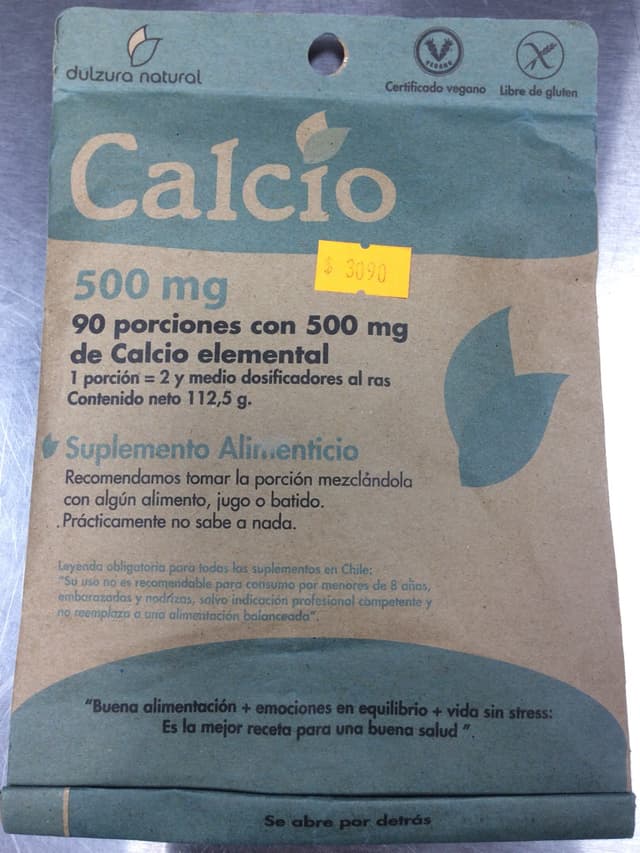 dulzura natural
VEGANO
Certificado vegano
Libre de gluten
Calcio
$ 3090
500 mg
90 porciones con 500 mg
de Calcio elemental
1 porción = 2 y medio dosificadores al ras
Contenido neto 112,5 g.
Suplemento Alimenticio
Recomendamos tomar la porción mezclándola
con algún alimento, jugo o batido.
Prácticamente no sabe a nada.
Leyenda obligatoria para todos los suplementos en Chile:
"Su uso no es recomendable para consumo por menores de 8 años,
embarazadas y nodrizas, salvo indicación profesional competente y
no reemplaza a una alimentación balanceada".
"Buena alimentación + emociones en equilibrio + vida sin stress:
Es la mejor receta para una buena salud ".
Se abre por detrás